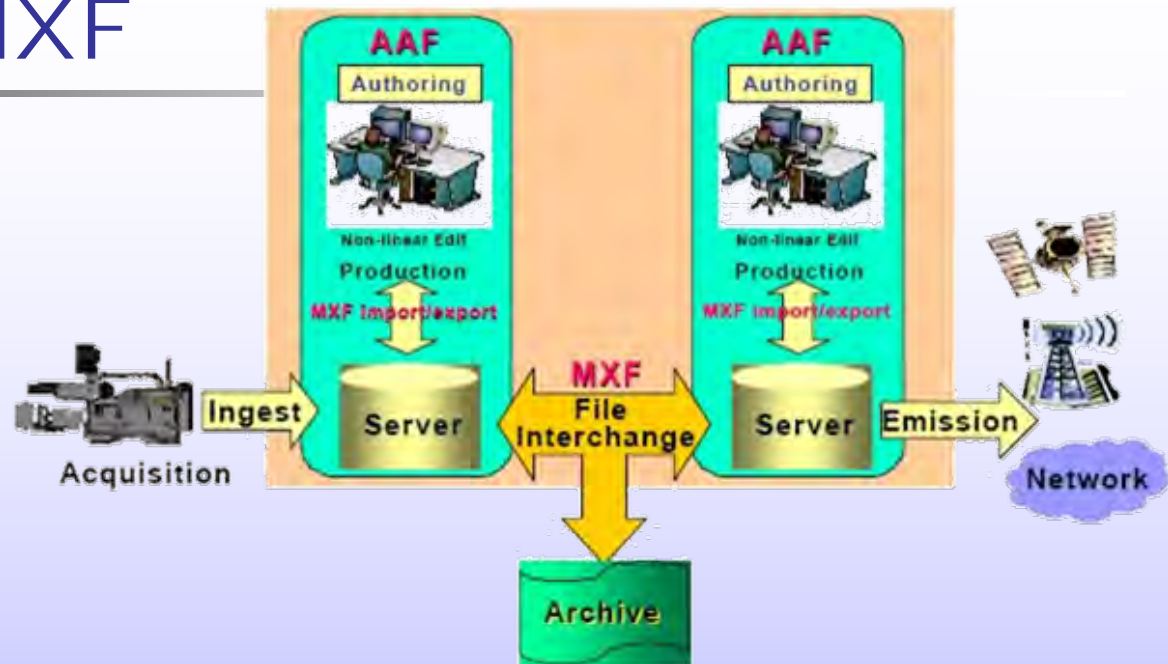 MXF
AAF
Authoring
Non-linear Edit
Production
MXF import/export
Server
AAF
Authoring
Non-linear Edit
Production
MXF import/export
Server
Acquisition
Ingest
MXF
File
Interchange
Emission
Network
Archive